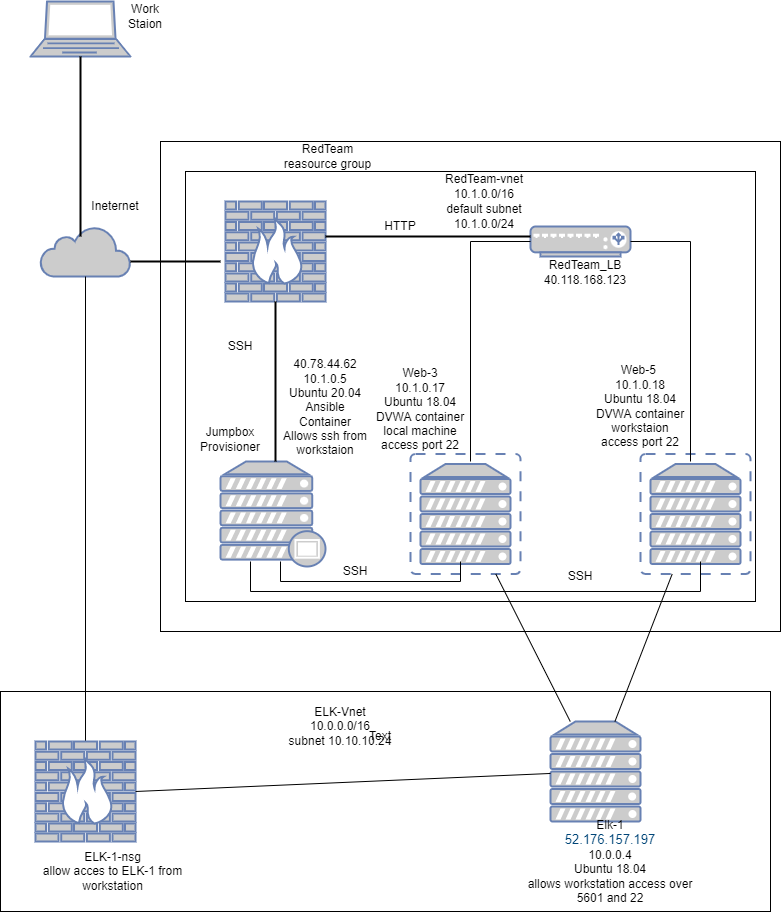 Work
Staion
Ineternet
RedTeam
reasource group
RedTeam-vnet
10.1.0.0/16
default subnet
10.1.0.0/24
HTTP
RedTeam_LB
40.118.168.123
SSH
40.78.44.62
10.1.0.5
Ubuntu 20.04
Ansible
Container
Allows ssh from
workstaion
Jumpbox
Provisioner
Web-3
10.1.0.17
Ubuntu 18.04
DVWA container
local machine
access port 22
Web-5
10.1.0.18
Ubuntu 18.04
DVWA container
workstaion
access port 22
SSH
SSH
ELK-Vnet
10.0.0.0/16
Text
subnet 10.10.10.24
ELK-1-nsg
allow acces to ELK-1 from
workstation
Elk-1
52.176.157.197
10.0.0.4
Ubuntu 18.04
allows workstation access over
5601 and 22